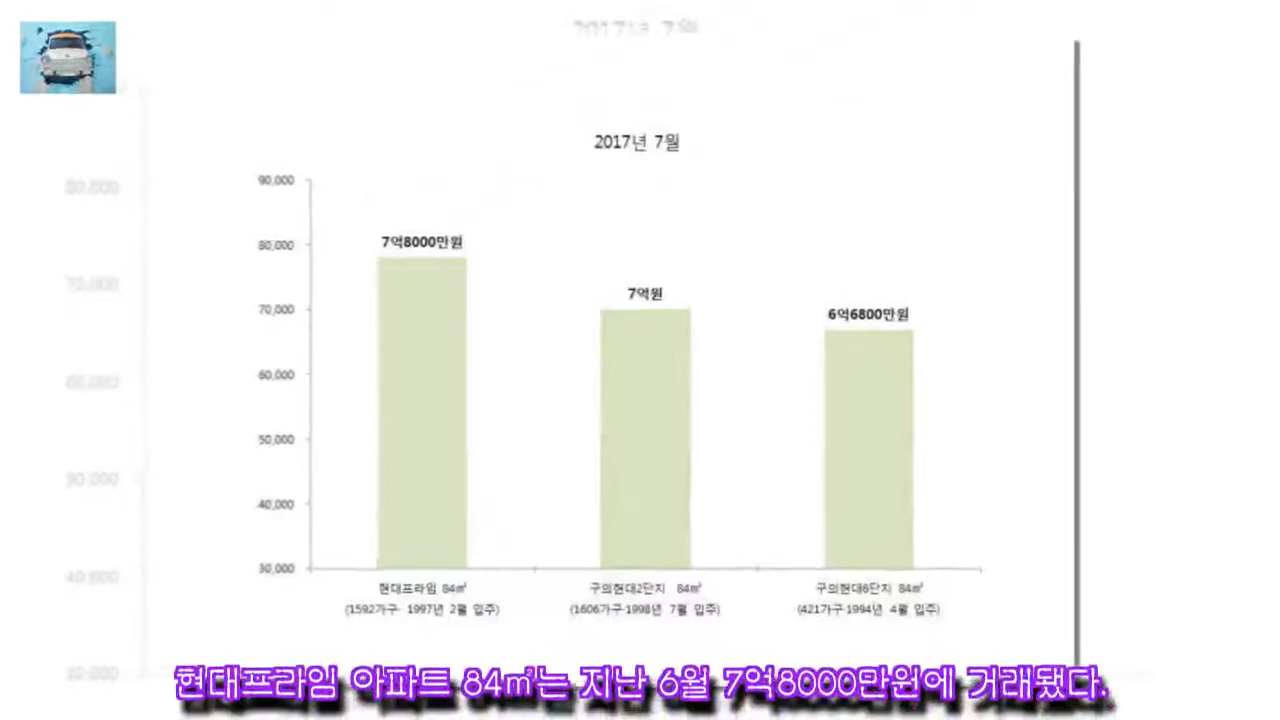 2017년 7월
2017년 7월
90,000
80,000
70,000
60,000
50,000
40,000
30,000
7억8000만원
7억원
6억6800만원
현대프라임 84㎡
(1592가구· 1997년 2월 입주)
구의현대2단지 84㎡
(1606가구·1998년 7월 입주)
구의현대6단지 84㎡
(421가구·1994년 4월 입주)
현대프라임 아파트 84㎡는 지난 6월 7억8000만원에 거래됐다.